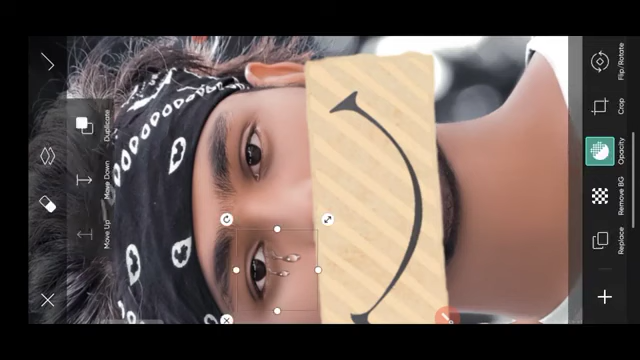 Duplicate
Move Down
Move Up
Flip/Rotate
Crop
Opacity
Remove BG
Replace